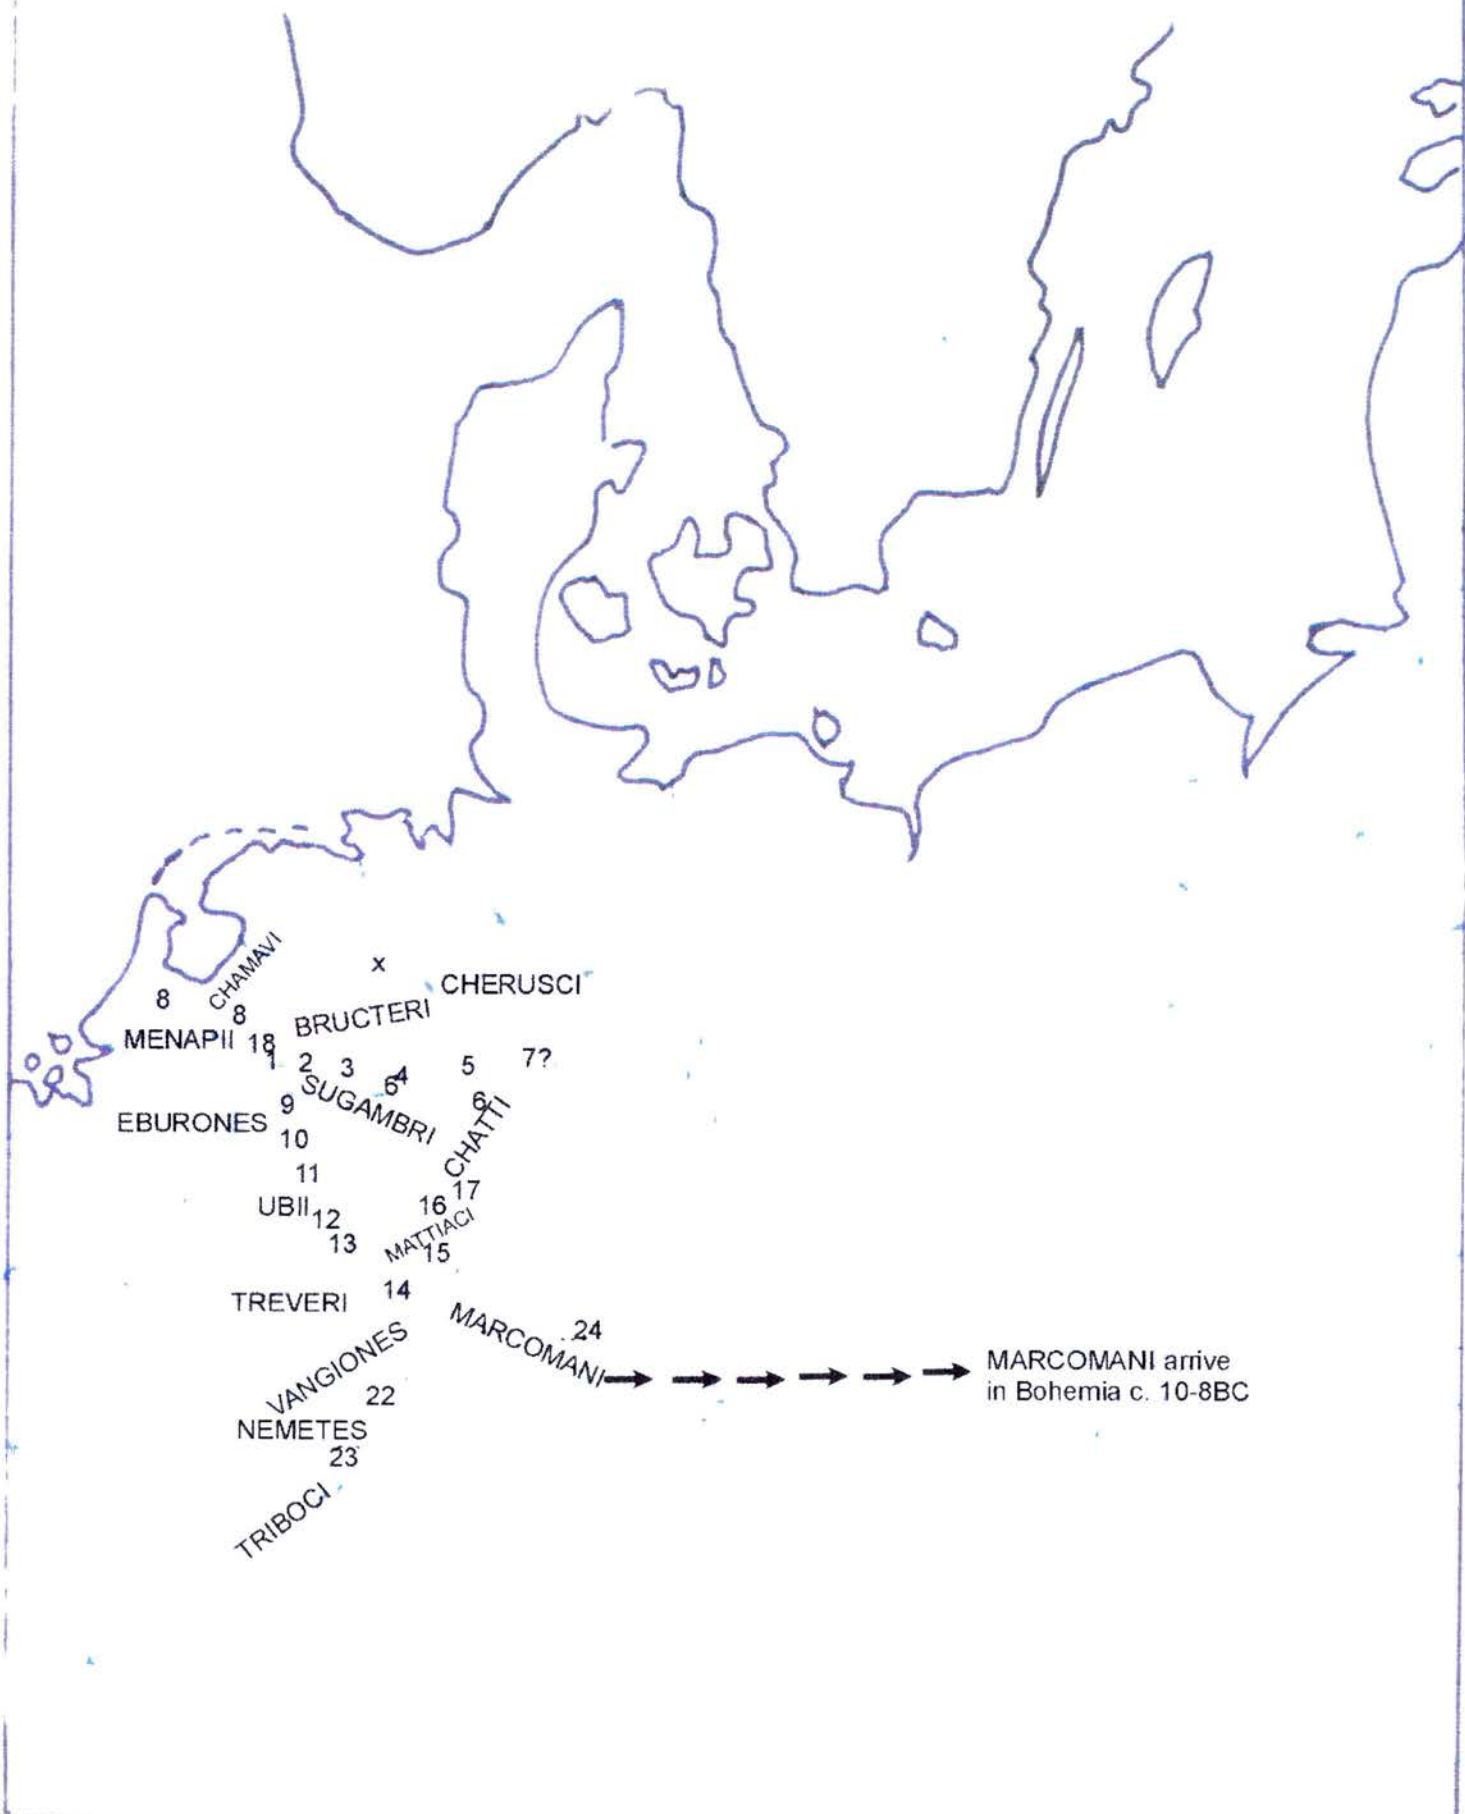 CHAMAVI
x
CHERUSCI
8
8
BRUCTERI
MENAPII
18
1
2
3
6
4
5
7?
SUGAMBRI
6
CHATTI
9
EBURONES
10
11
17
16
UBII
12
MATTIACI
13
15
14
TREVERI
MARCOMANI
24
VANGIONES
MARCOMANI arrive
in Bohemia c. 10-8BC
22
NEMETES
23
TRIBOCI